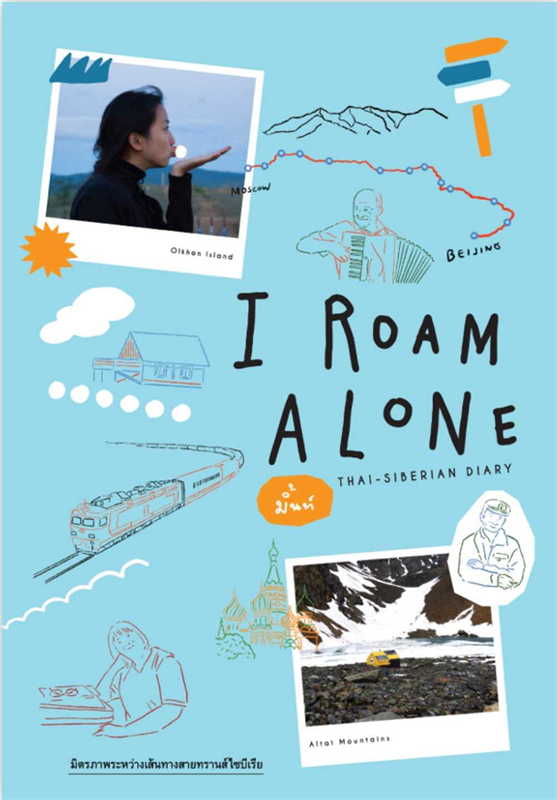 MOSCOW
Olkhon Island
BEIJING
I ROAM
ALONE
THAI-SIBERIAN DIARY
มิ้นท์
Altai Mountains
มิตรภาพระหว่างเส้นทางสายทรานส์ไซบีเรีย